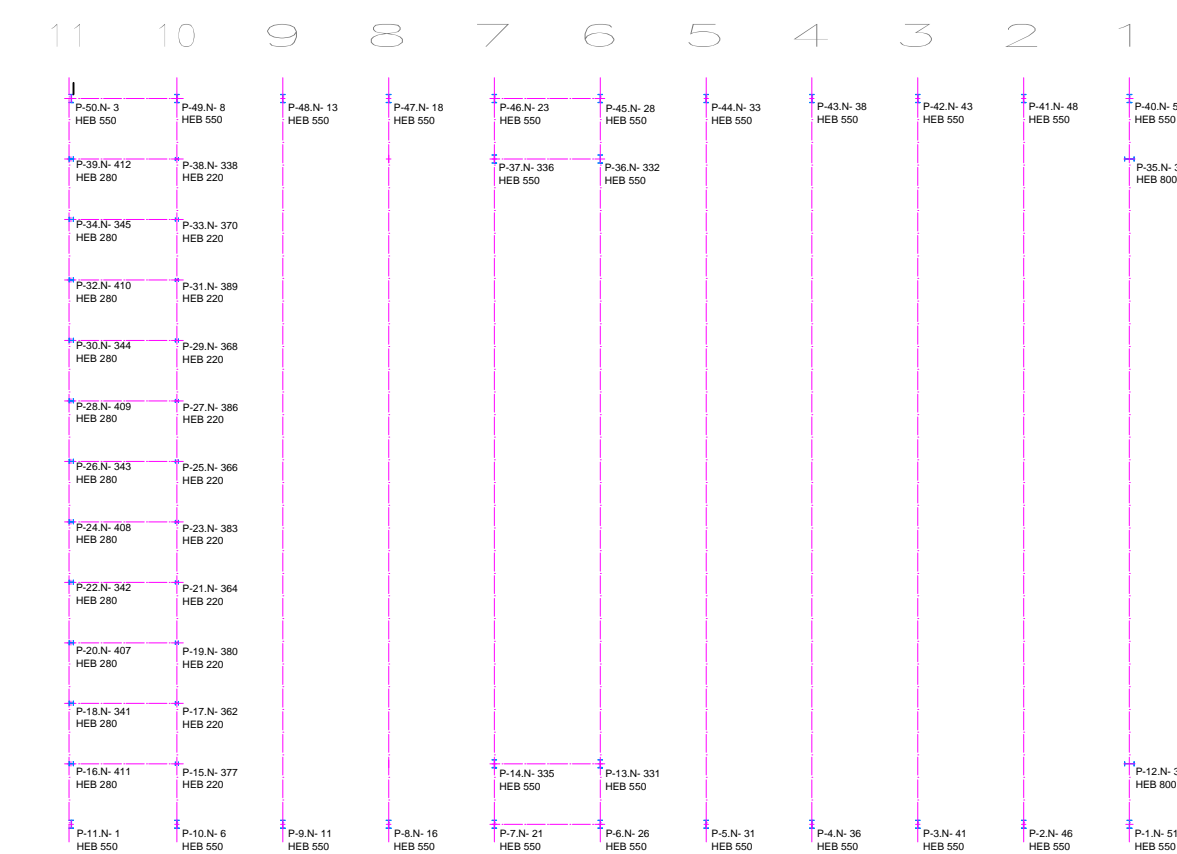 11 10 9 8 7 6 5 4 3 2 1
P-50.N- 3 P-49.N- 8 P-48.N- 13 P-47.N- 18 P-46.N- 23 P-45.N- 28 P-44.N- 33 P-43.N- 38 P-42.N- 43 P-41.N- 48 P-40.N- 5
HEB 550 HEB 550 HEB 550 HEB 550 HEB 550 HEB 550 HEB 550 HEB 550 HEB 550 HEB 550 HEB 550
P-39.N- 412 P-38.N- 338 P-37.N- 336 P-36.N- 332 P-35.N- 3
HEB 280 HEB 220 HEB 550 HEB 550 HEB 800
P-34.N- 345 P-33.N- 370
HEB 280 HEB 220
P-32.N- 410 P-31.N- 389
HEB 280 HEB 220
P-30.N- 344 P-29.N- 368
HEB 280 HEB 220
P-28.N- 409 P-27.N- 386
HEB 280 HEB 220
P-26.N- 343 P-25.N- 366
HEB 280 HEB 220
P-24.N- 408 P-23.N- 383
HEB 280 HEB 220
P-22.N- 342 P-21.N- 364
HEB 280 HEB 220
P-20.N- 407 P-19.N- 380
HEB 280 HEB 220
P-18.N- 341 P-17.N- 362
HEB 280 HEB 220
P-16.N- 411 P-15.N- 377 P-14.N- 335 P-13.N- 331 P-12.N- 3
HEB 280 HEB 220 HEB 550 HEB 550 HEB 800
P-11.N- 1 P-10.N- 6 P-9.N- 11 P-8.N- 16 P-7.N- 21 P-6.N- 26 P-5.N- 31 P-4.N- 36 P-3.N- 41 P-2.N- 46 P-1.N- 51
HEB 550 HEB 550 HEB 550 HEB 550 HEB 550 HEB 550 HEB 550 HEB 550 HEB 550 HEB 550 HEB 550